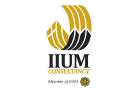 IIUM
CONSULTANCY
Member of IIUM